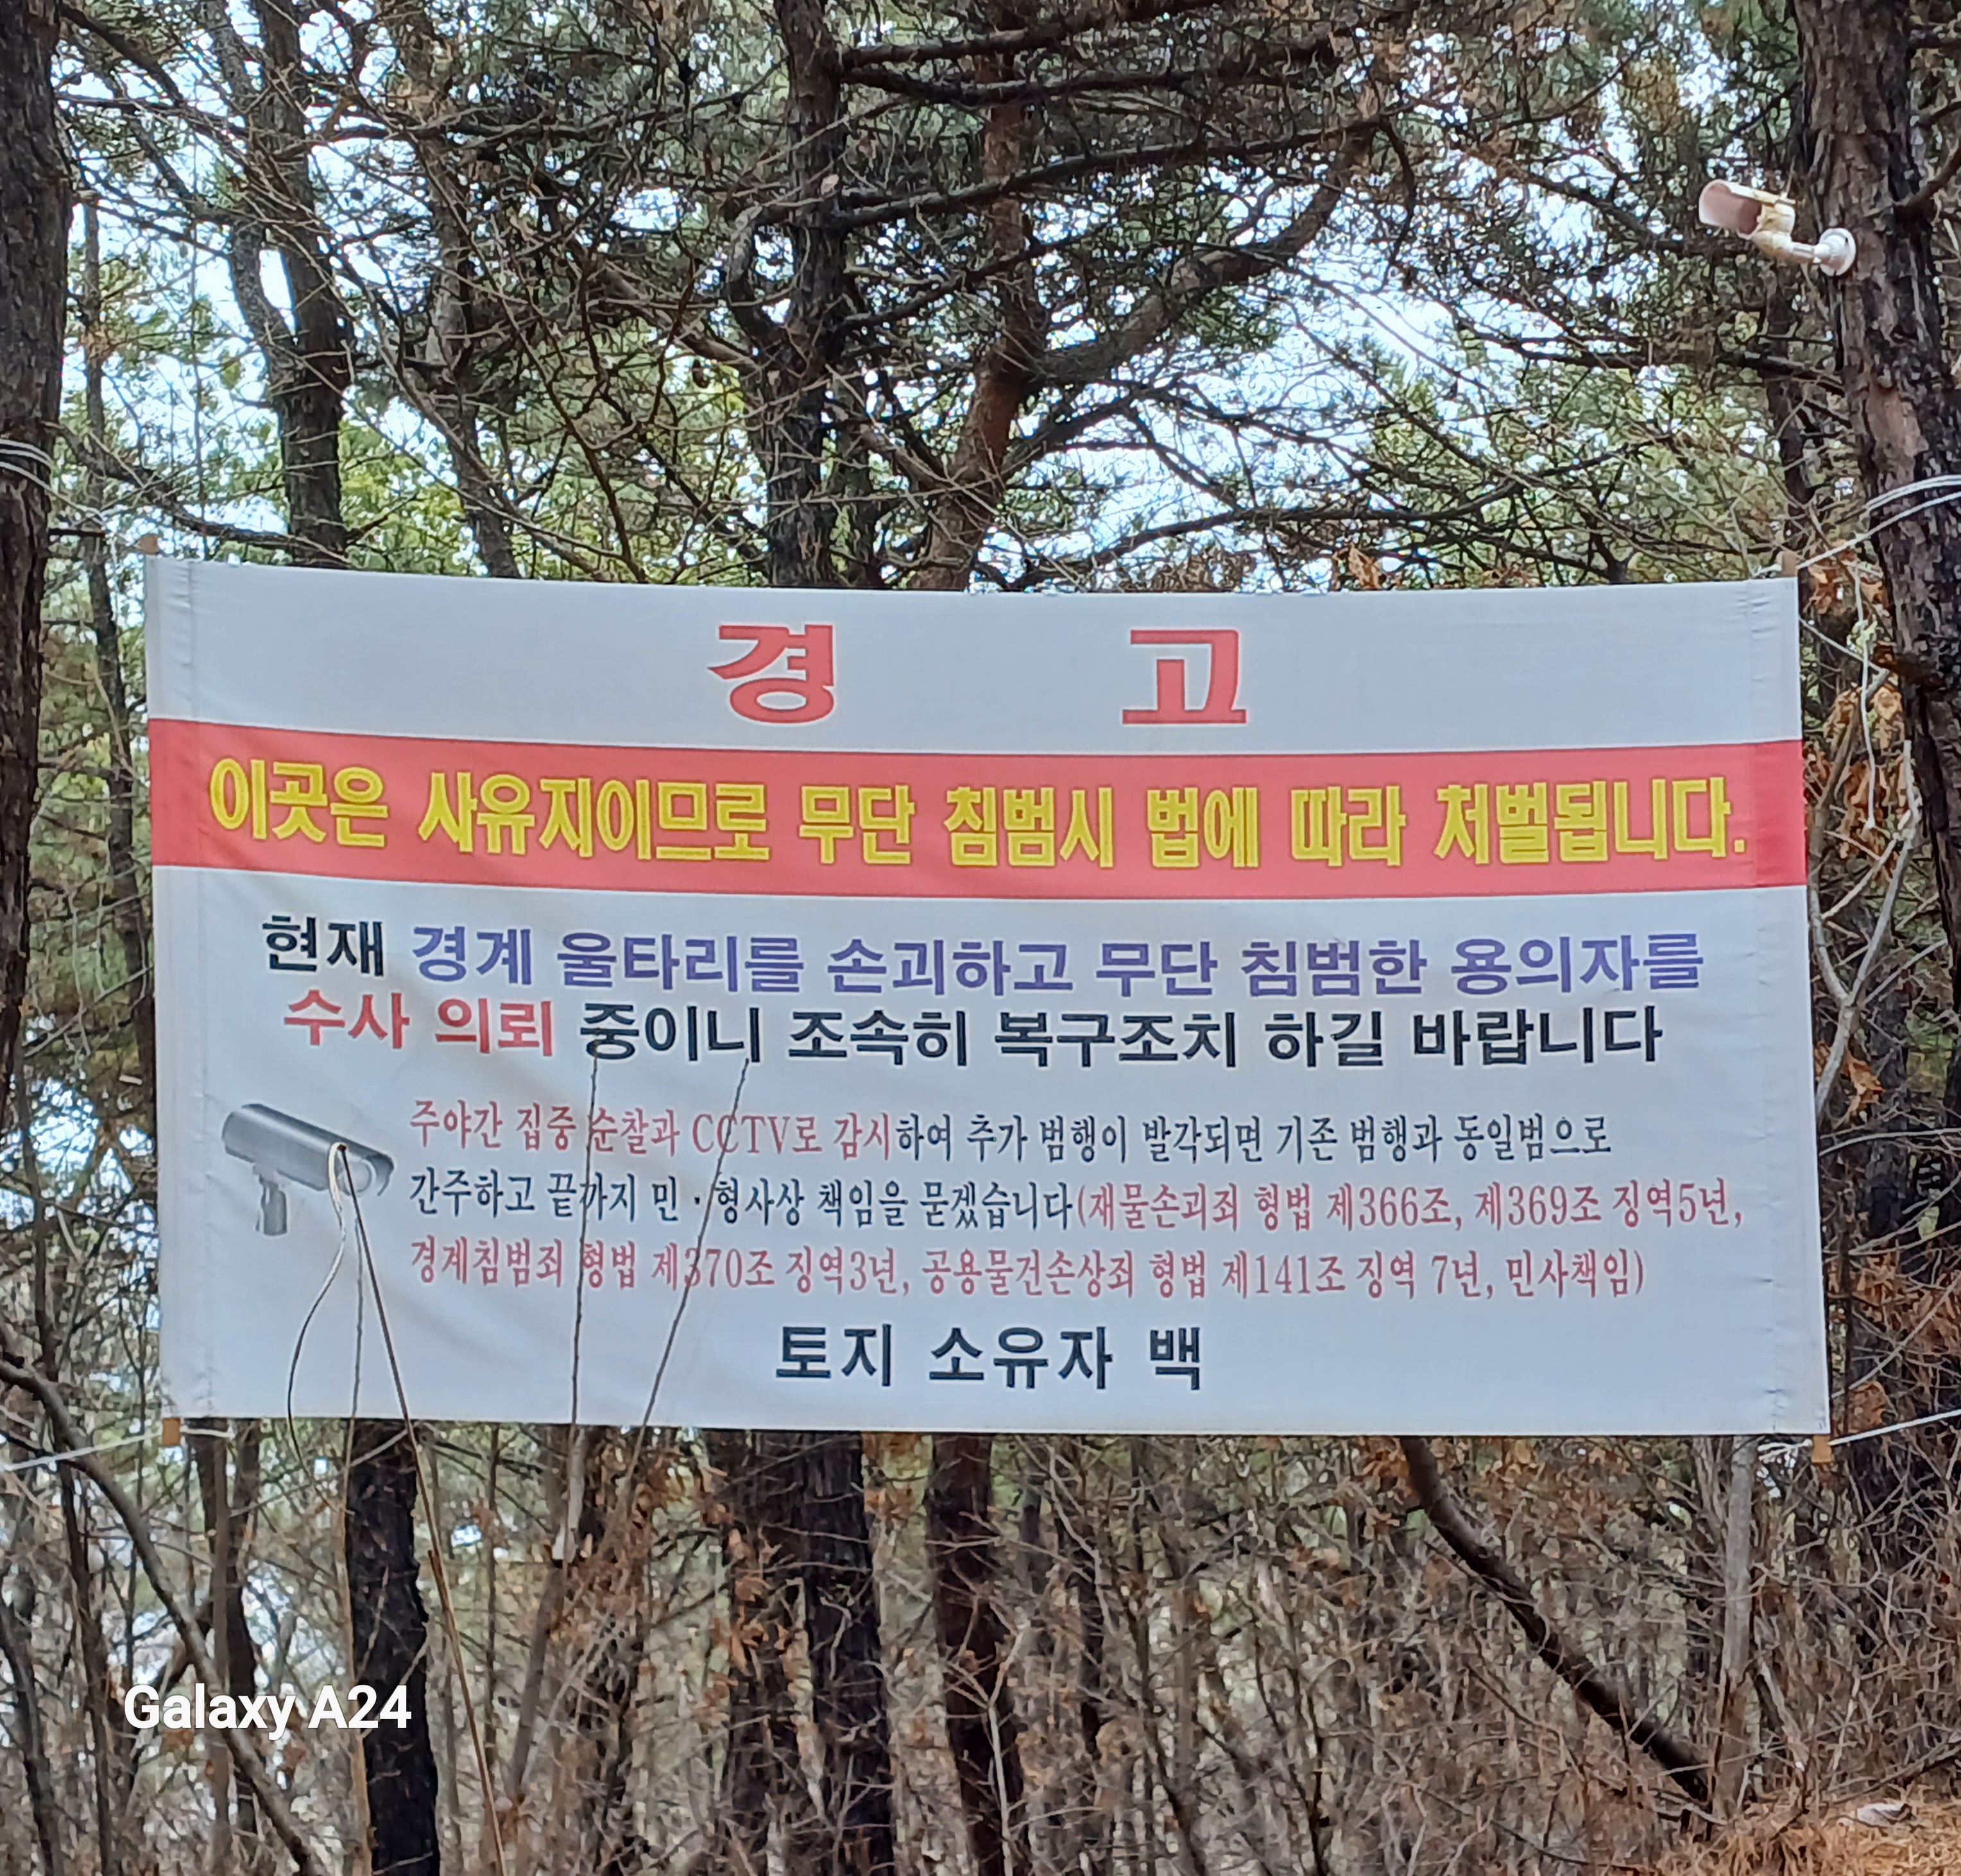 경 고
이곳은 사유지이므로 무단 침범시 법에 따라 처벌됩니다.
현재 경계 울타리를 손괴하고 무단 침범한 용의자를
수사 의뢰 중이니 조속히 복구조치 하길 바랍니다
주야간 집중 순찰과 CCTV로 감시하여 추가 범행이 발각되면 기존 범행과 동일범으로
간주하고 끝까지 민·형사상 책임을 묻겠습니다(재물손괴죄 형법 제366조, 제369조 징역5년,
경계침범죄 형법 제370조 징역3년, 공용물건손상죄 형법 제141조 징역 7년, 민사책임)
토지 소유자 백
Galaxy A24